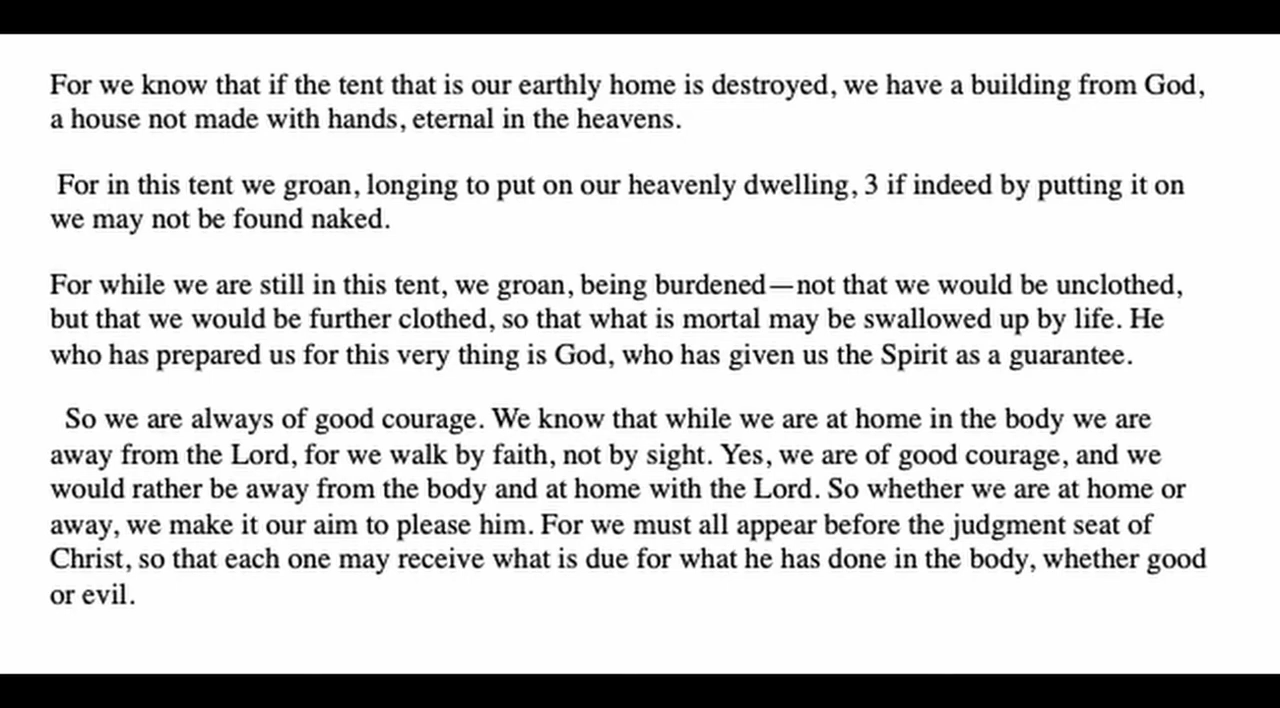 For we know that if the tent that is our earthly home is destroyed, we have a building from God,
a house not made with hands, eternal in the heavens.
For in this tent we groan, longing to put on our heavenly dwelling, 3 if indeed by putting it on
we may not be found naked.
For while we are still in this tent, we groan, being burdened—not that we would be unclothed,
but that we would be further clothed, so that what is mortal may be swallowed up by life. He
who has prepared us for this very thing is God, who has given us the Spirit as a guarantee.
So we are always of good courage. We know that while we are at home in the body we are
away from the Lord, for we walk by faith, not by sight. Yes, we are of good courage, and we
would rather be away from the body and at home with the Lord. So whether we are at home or
away, we make it our aim to please him. For we must all appear before the judgment seat of
Christ, so that each one may receive what is due for what he has done in the body, whether good
or evil.